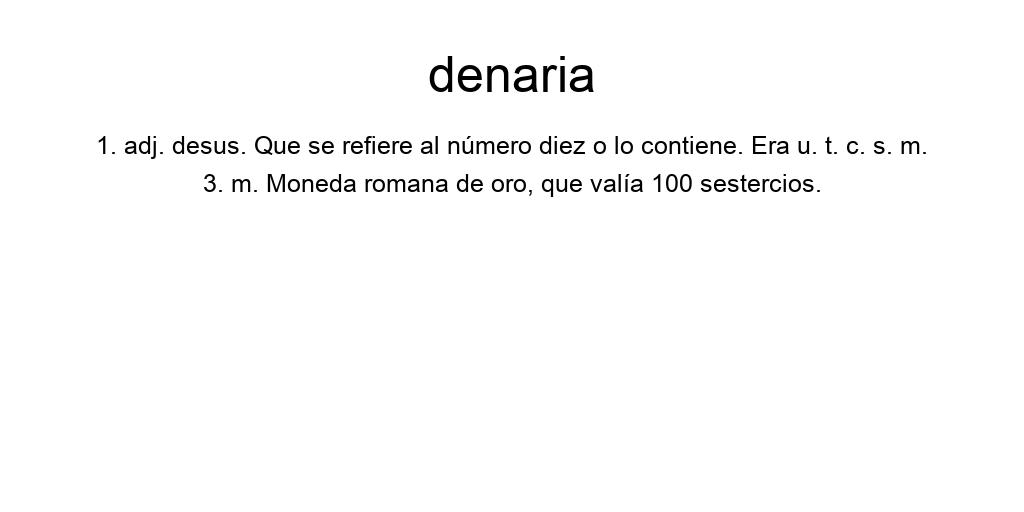 denaria
1. adj. desus. Que se refiere al número diez o lo contiene. Era u. t. c. s. m.
3. m. Moneda romana de oro, que valía 100 sestercios.